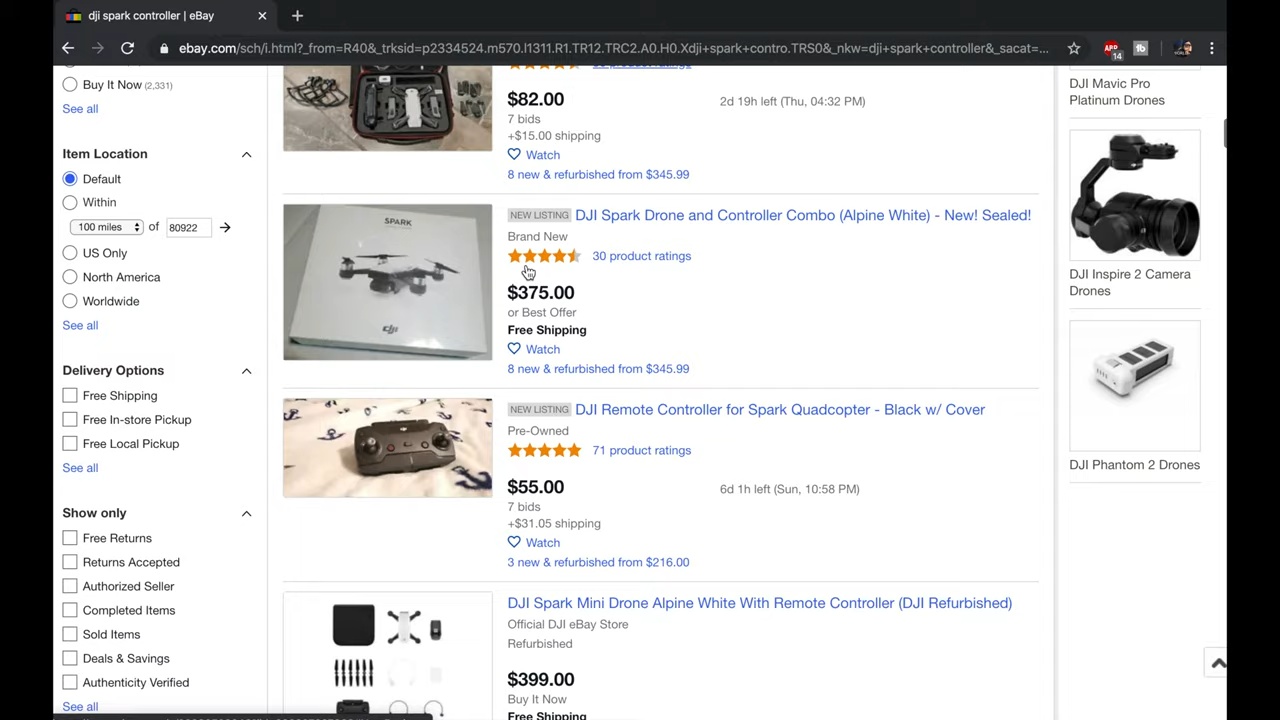 dji spark controller | eBay
ebay.com/sch/i.html?_from=R40&_trksid=p2334524.m570.l1311.R1.TR12.TRC2.A0.H0.Xdji+spark+contro.TRS0&_nkw=dji+spark+controller&_sacat=...
14
Buy It Now (2,331)
See all
Item Location
Default
Within
100 miles of 80922
US Only
North America
Worldwide
See all
Delivery Options
Free Shipping
Free In-store Pickup
Free Local Pickup
See all
Show only
Free Returns
Returns Accepted
Authorized Seller
Completed Items
Sold Items
Deals & Savings
Authenticity Verified
See all
$82.00 2d 19h left (Thu, 04:32 PM)
7 bids
+$15.00 shipping
Watch
8 new & refurbished from $345.99
SPARK
dji
NEW LISTING DJI Spark Drone and Controller Combo (Alpine White) - New! Sealed!
Brand New
30 product ratings
$375.00
or Best Offer
Free Shipping
Watch
8 new & refurbished from $345.99
NEW LISTING DJI Remote Controller for Spark Quadcopter - Black w/ Cover
Pre-Owned
71 product ratings
$55.00 6d 1h left (Sun, 10:58 PM)
7 bids
+$31.05 shipping
Watch
3 new & refurbished from $216.00
DJI Spark Mini Drone Alpine White With Remote Controller (DJI Refurbished)
Official DJI eBay Store
Refurbished
$399.00
Buy It Now
Free Shipping
DJI Mavic Pro
Platinum Drones
DJI Inspire 2 Camera
Drones
DJI Phantom 2 Drones